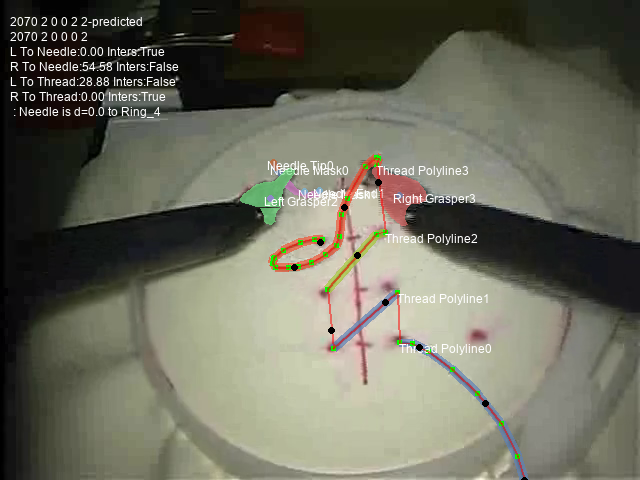 2070 2 0 0 2 2-predicted
2070 2 0 0 0 2
L To Needle:0.00 Inters:True
R To Needle:54.58 Inters:False
L To Thread:28.88 Inters:False
R To Thread:0.00 Inters:True
: Needle is d=0.0 to Ring_4
Needle Tip0
Needle Mask0
Thread Polyline3
Left Grasper2
Right Grasper3
Thread Polyline2
Thread Polyline1
Thread Polyline0